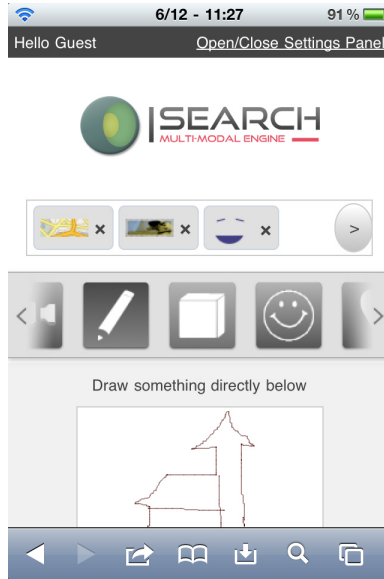 6/12 - 11:27 91 %
Hello Guest Open/Close Settings Panel
|SEARCH
MULTI-MODAL ENGINE
× × × >
< >
Draw something directly below